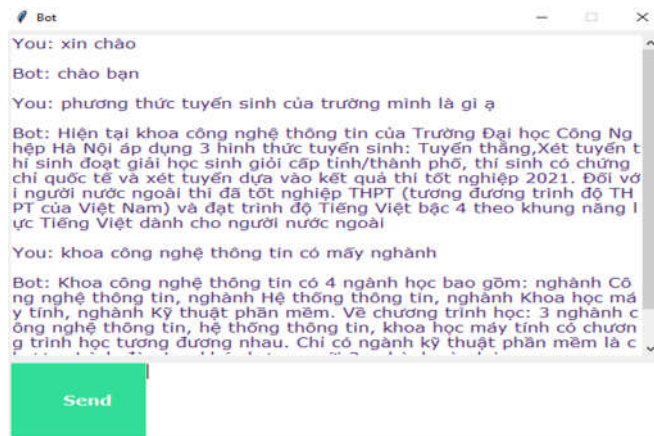 Bot
You: xin chào
Bot: chào bạn
You: phương thức tuyến sinh của trường mình là gì ạ
Bot: Hiện tại khoa công nghệ thông tin của Trường Đại học Công Ng
hệp Hà Nội áp dụng 3 hình thức tuyển sinh: Tuyển thẳng,Xét tuyển t
hí sinh đoạt giải học sinh giỏi cấp tỉnh/thành phố, thí sinh có chứng
chỉ quốc tế và xét tuyển dựa vào kết quả thi tốt nghiệp 2021. Đối vớ
i người nước ngoài thì đã tốt nghiệp THPT (tương đương trình độ TH
PT của Việt Nam) và đạt trình độ Tiếng Việt bậc 4 theo khung năng l
ực Tiếng Việt dành cho người nước ngoài
You: khoa công nghệ thông tin có mấy nghành
Bot: Khoa công nghệ thông tin có 4 ngành học bao gồm: nghành Cô
ng nghệ thông tin, nghành Hệ thống thông tin, nghành Khoa học má
y tính, nghành Kỹ thuật phần mềm. Về chương trình học: 3 nghành c
ông nghệ thông tin, hệ thống thông tin, khoa học máy tính có chươn
g trình học tương đương nhau. Chỉ có ngành kỹ thuật phần mềm là c
Send